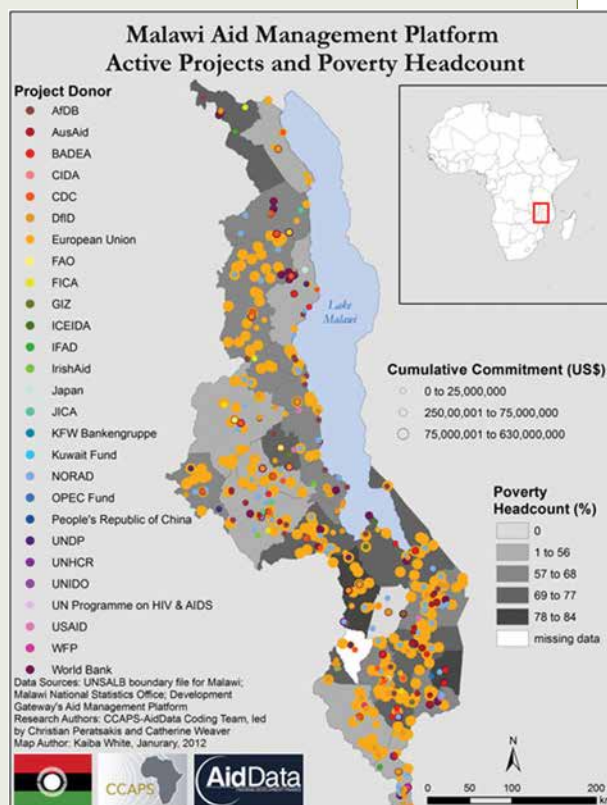 Malawi Aid Management Platform
Active Projects and Poverty Headcount
Project Donor
AfDB
AusAid
BADEA
CIDA
CDC
DfID
European Union
FAO
FICA
GIZ
ICEIDA
IFAD
IrishAid
Japan
JICA
KFW Bankengruppe
Kuwait Fund
NORAD
OPEC Fund
People's Republic of China
UNDP
UNHCR
UNIDO
UN Programme on HIV & AIDS
USAID
WFP
World Bank
Lake
Malawi
Cumulative Commitment (US$)
0 to 25,000,000
250,00,001 to 75,000,000
75,000,001 to 630,000,000
Poverty
Headcount (%)
0
1 to 56
57 to 68
69 to 77
78 to 84
missing data
Data Sources: UNSALB boundary file for Malawi;
Malawi National Statistics Office; Development
Gateway's Aid Management Platform
Research Authors: CCAPS-AidData Coding Team, led
by Christian Peratsakis and Catherine Weaver
Map Author: Kaiba White, Janurary, 2012
CCAPS
AidData
N
0 50 100 200